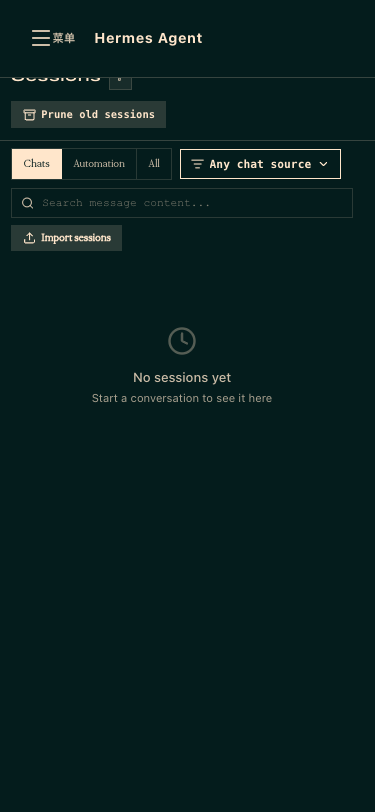 菜单 Hermes Agent
Sessions
Prune old sessions
Chats Automation All Any chat source
Search message content...
Import sessions
No sessions yet
Start a conversation to see it here